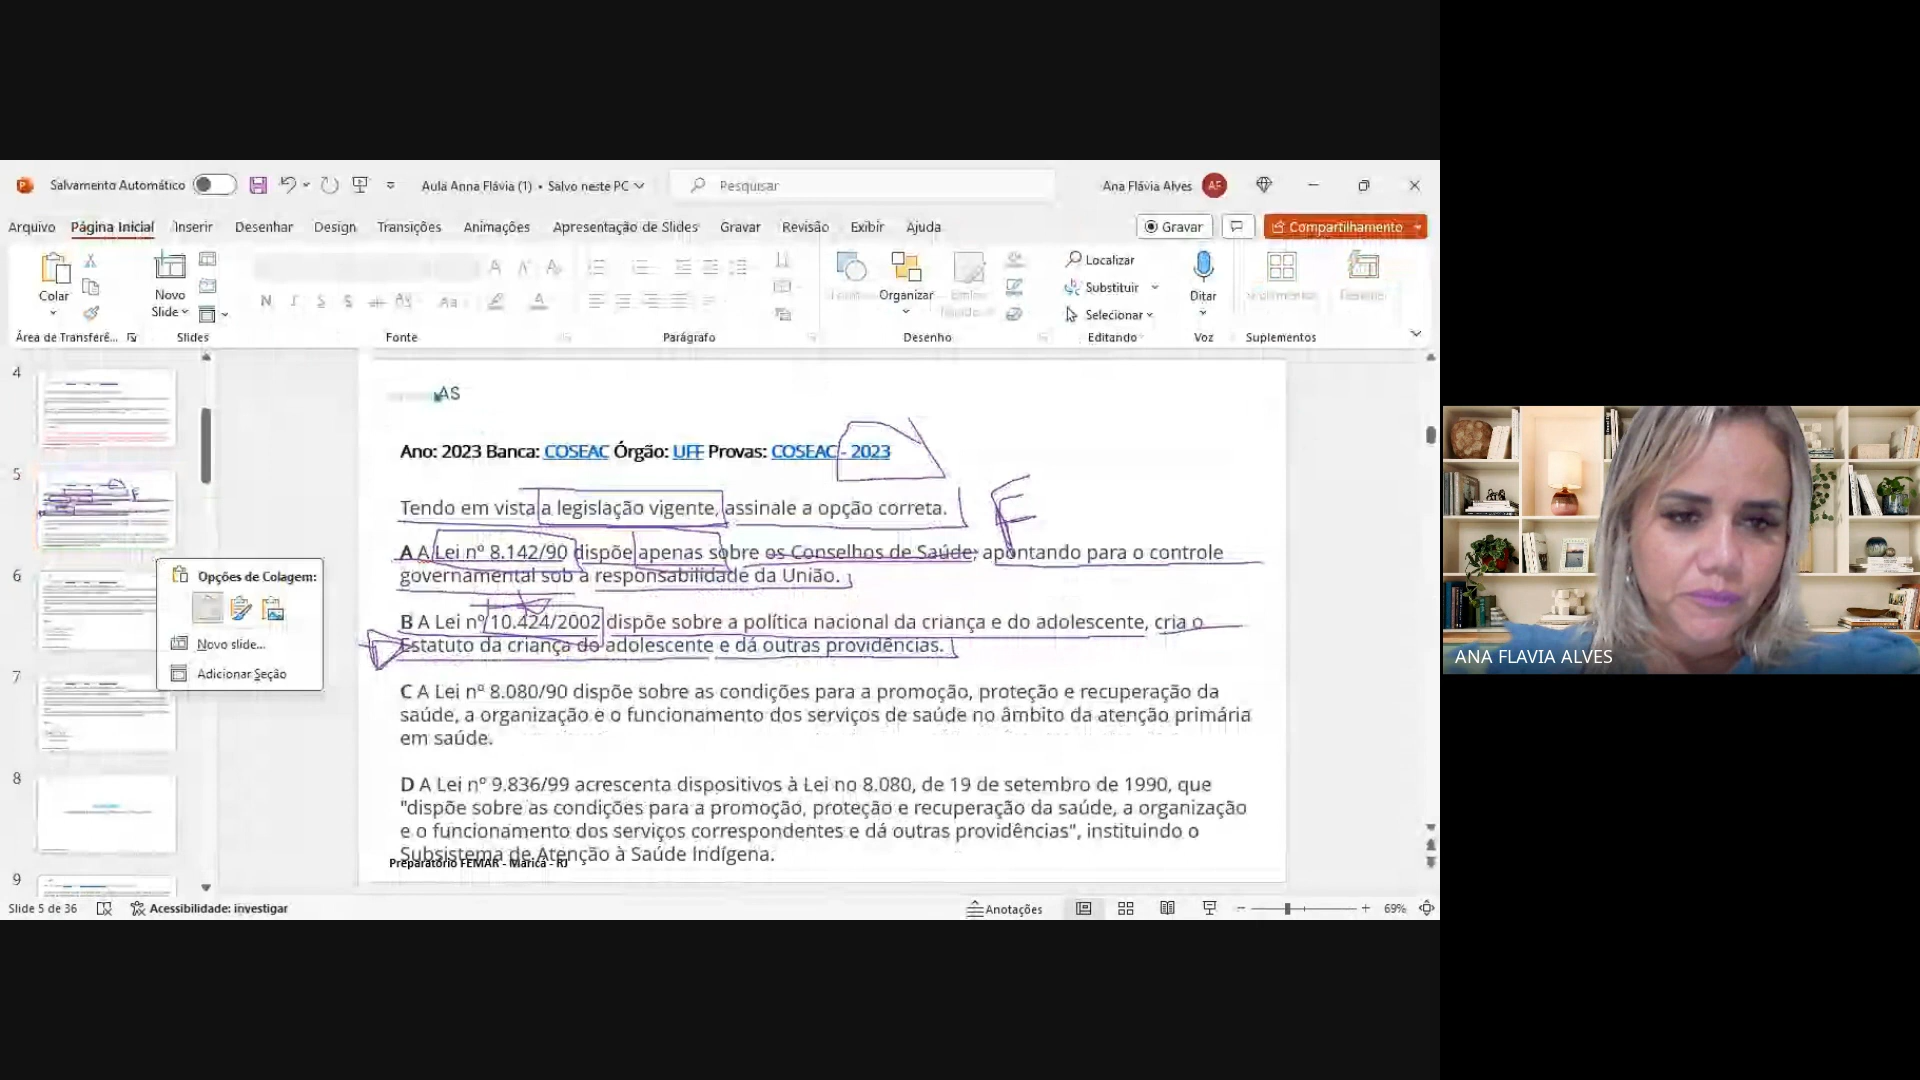 Salvamento Automático
Aula Anna Flávia (1) • Salvo neste PC
Pesquisar
Ana Flávia Alves
AF
Arquivo
Página Inicial
Inserir
Desenhar
Design
Transições
Animações
Apresentação de Slides
Gravar
Revisão
Exibir
Ajuda
Gravar
Compartilhamento
Colar
Novo
Slide
Organizar
Localizar
Substituir
Selecionar
Ditar
Área de Transferê...
Slides
Fonte
Parágrafo
Desenho
Editando
Voz
Suplementos
4
5
6
7
8
9
Opções de Colagem:
Novo slide...
Adicionar Seção
AS
Ano: 2023 Banca: COSEAC Órgão: UFF Provas: COSEAC - 2023
Tendo em vista a legislação vigente, assinale a opção correta.
F
A A Lei nº 8.142/90 dispõe apenas sobre os Conselhos de Saúde, apontando para o controle
governamental sob a responsabilidade da União.
B A Lei nº 10.424/2002 dispõe sobre a política nacional da criança e do adolescente, cria o
Estatuto da criança do adolescente e dá outras providências.
C A Lei nº 8.080/90 dispõe sobre as condições para a promoção, proteção e recuperação da
saúde, a organização e o funcionamento dos serviços de saúde no âmbito da atenção primária
em saúde.
D A Lei nº 9.836/99 acrescenta dispositivos à Lei no 8.080, de 19 de setembro de 1990, que
"dispõe sobre as condições para a promoção, proteção e recuperação da saúde, a organização
e o funcionamento dos serviços correspondentes e dá outras providências", instituindo o
Subsistema de Atenção à Saúde Indígena.
Preparatório FEMAR - Maricá - RJ
Slide 5 de 36
Acessibilidade: investigar
Anotações
69%
ANA FLAVIA ALVES